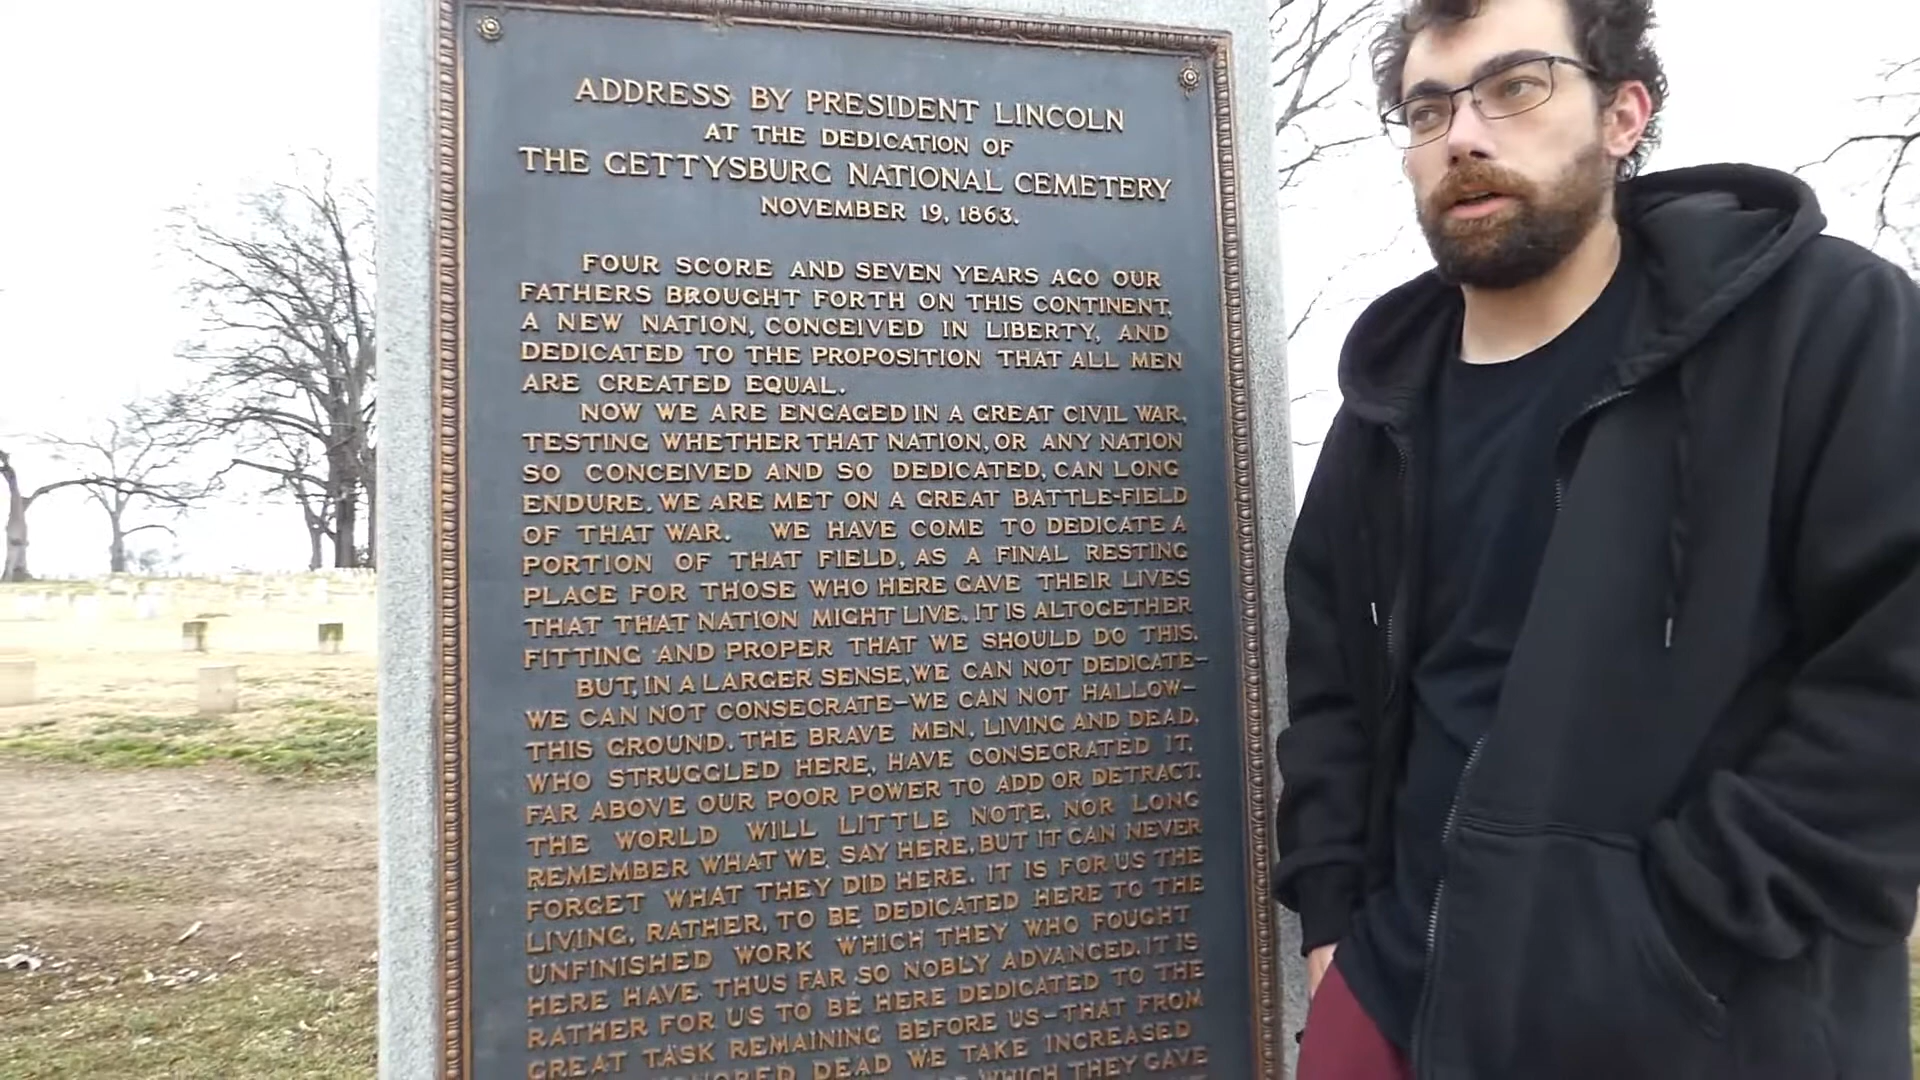 ADDRESS BY PRESIDENT LINCOLN
AT THE DEDICATION OF
THE GETTYSBURG NATIONAL CEMETERY
NOVEMBER 19, 1863.
FOUR SCORE AND SEVEN YEARS AGO OUR
FATHERS BROUGHT FORTH ON THIS CONTINENT,
A NEW NATION, CONCEIVED IN LIBERTY, AND
DEDICATED TO THE PROPOSITION THAT ALL MEN
ARE CREATED EQUAL.
NOW WE ARE ENGAGED IN A GREAT CIVIL WAR,
TESTING WHETHER THAT NATION, OR ANY NATION
SO CONCEIVED AND SO DEDICATED, CAN LONG
ENDURE. WE ARE MET ON A GREAT BATTLE-FIELD
OF THAT WAR. WE HAVE COME TO DEDICATE A
PORTION OF THAT FIELD, AS A FINAL RESTING
PLACE FOR THOSE WHO HERE GAVE THEIR LIVES
THAT THAT NATION MIGHT LIVE. IT IS ALTOGETHER
FITTING AND PROPER THAT WE SHOULD DO THIS.
BUT, IN A LARGER SENSE, WE CAN NOT DEDICATE—
WE CAN NOT CONSECRATE—WE CAN NOT HALLOW—
THIS GROUND. THE BRAVE MEN, LIVING AND DEAD,
WHO STRUGGLED HERE, HAVE CONSECRATED IT,
FAR ABOVE OUR POOR POWER TO ADD OR DETRACT.
THE WORLD WILL LITTLE NOTE, NOR LONG
REMEMBER WHAT WE SAY HERE, BUT IT CAN NEVER
FORGET WHAT THEY DID HERE. IT IS FOR US THE
LIVING, RATHER, TO BE DEDICATED HERE TO THE
UNFINISHED WORK WHICH THEY WHO FOUGHT
HERE HAVE THUS FAR SO NOBLY ADVANCED. IT IS
RATHER FOR US TO BE HERE DEDICATED TO THE
GREAT TASK REMAINING BEFORE US—THAT FROM
DEAD WE TAKE INCREASED
WHICH THEY GAVE